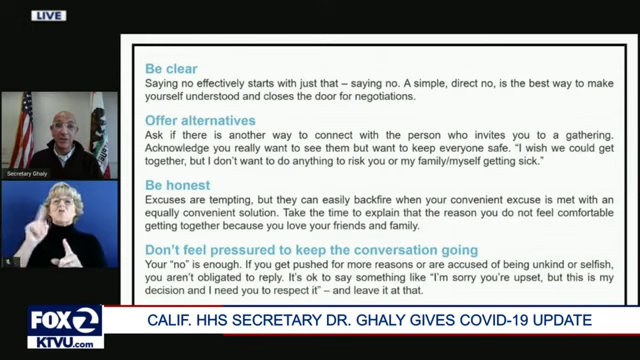 LIVE
Be clear
Saying no effectively starts with just that – saying no. A simple, direct no, is the best way to make
yourself understood and closes the door for negotiations.
Offer alternatives
Ask if there is another way to connect with the person who invites you to a gathering.
Acknowledge you really want to see them but want to keep everyone safe. “I wish we could get
together, but I don’t want to do anything to risk you or my family/myself getting sick.”
Be honest
Excuses are tempting, but they can easily backfire when your convenient excuse is met with an
equally convenient solution. Take the time to explain that the reason you do not feel comfortable
getting together because you love your friends and family.
Don’t feel pressured to keep the conversation going
Your “no” is enough. If you get pushed for more reasons or are accused of being unkind or selfish,
you aren’t obligated to reply. It’s ok to say something like “I’m sorry you’re upset, but this is my
decision and I need you to respect it” – and leave it at that.
Secretary Ghaly
FOX 2
KTVU.com
CALIF. HHS SECRETARY DR. GHALY GIVES COVID-19 UPDATE